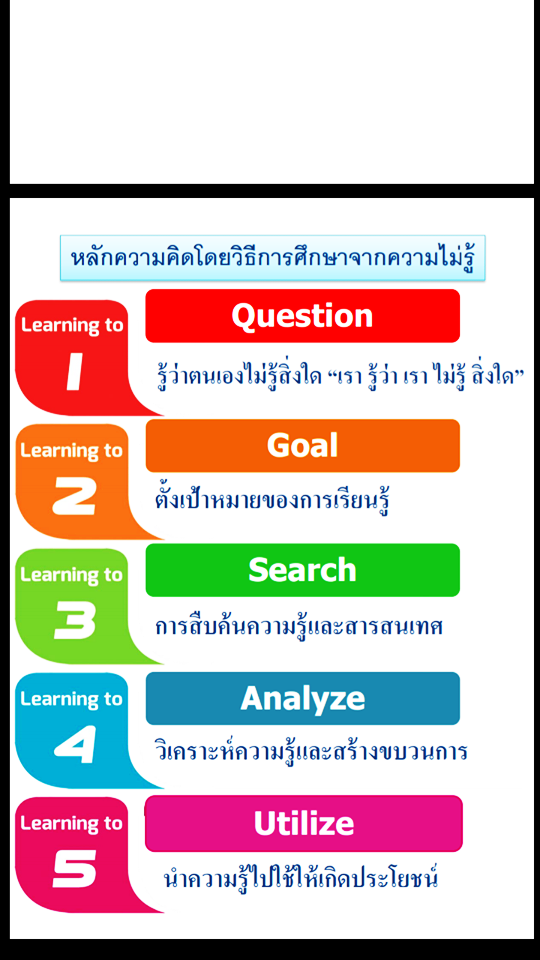 หลักความคิดโดยวิธีการศึกษาจากความไม่รู้
Learning to
1
Question
รู้ว่าตนเองไม่รู้สิ่งใด “เรา รู้ว่า เรา ไม่รู้ สิ่งใด”
Learning to
2
Goal
ตั้งเป้าหมายของการเรียนรู้
Learning to
3
Search
การสืบค้นความรู้และสารสนเทศ
Learning to
4
Analyze
วิเคราะห์ความรู้และสร้างขบวนการ
Learning to
5
Utilize
นำความรู้ไปใช้ให้เกิดประโยชน์